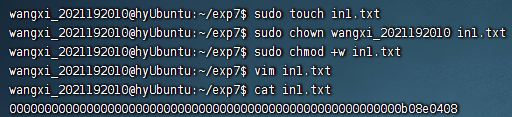 wangxi_2021192010@hyUbuntu:~/exp7$ sudo touch in1.txt
wangxi_2021192010@hyUbuntu:~/exp7$ sudo chown wangxi_2021192010 in1.txt
wangxi_2021192010@hyUbuntu:~/exp7$ sudo chmod +w in1.txt
wangxi_2021192010@hyUbuntu:~/exp7$ vim in1.txt
wangxi_2021192010@hyUbuntu:~/exp7$ cat in1.txt
00000000000000000000000000000000000000000000000000000000b08e0408